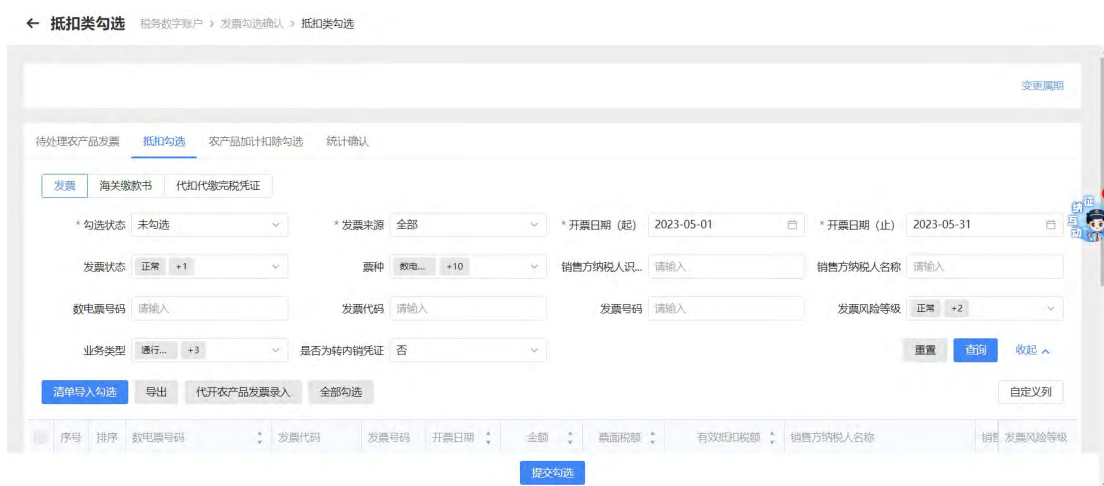 ← 抵扣类勾选 税务数字账户 > 发票勾选确认 > 抵扣类勾选
变更属期
待处理农产品发票 抵扣勾选 农产品加计扣除勾选 统计确认
发票 海关缴款书 代扣代缴完税凭证
* 勾选状态 未勾选 * 发票来源 全部 * 开票日期（起） 2023-05-01 * 开票日期（止） 2023-05-31
发票状态 正常 +1 票种 数电... +10 销售方纳税人识... 请输入 销售方纳税人名称 请输入
数电票号码 请输入 发票代码 请输入 发票号码 请输入 发票风险等级 正常 +2
业务类型 通行... +3 是否为转内销凭证 否 重置 查询 收起
清单导入勾选 导出 代开农产品发票录入 全部勾选 自定义列
序号 排序 数电票号码 发票代码 发票号码 开票日期 金额 票面税额 有效抵扣税额 销售方纳税人名称 发票风险等级
提交勾选
征纳互动